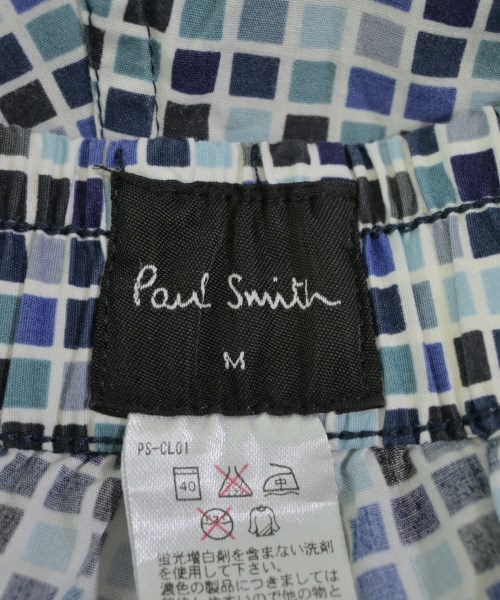 Paul Smith
M
PS-CL01
40
中
蛍光増白剤を含まない洗剤
を使用して下さい
濃色の製品につきましては